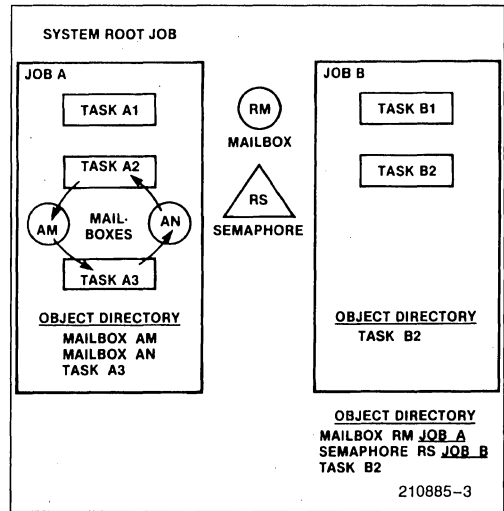 SYSTEM ROOT JOB
JOB A
TASK A1
TASK A2
AM
MAIL-
BOXES
AN
TASK A3
OBJECT DIRECTORY
MAILBOX AM
MAILBOX AN
TASK A3
RM
MAILBOX
RS
SEMAPHORE
JOB B
TASK B1
TASK B2
OBJECT DIRECTORY
TASK B2
OBJECT DIRECTORY
MAILBOX RM JOB A
SEMAPHORE RS JOB B
TASK B2
210885–3